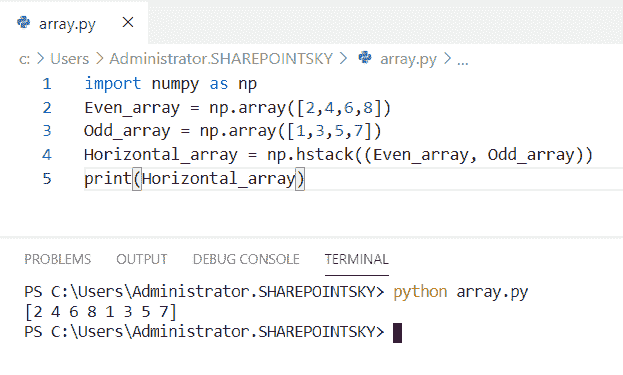 array.py ×
c: > Users > Administrator.SHAREPOINTSKY > array.py > ...
1 import numpy as np
2 Even_array = np.array([2,4,6,8])
3 Odd_array = np.array([1,3,5,7])
4 Horizontal_array = np.hstack((Even_array, Odd_array))
5 print(Horizontal_array)
PROBLEMS OUTPUT DEBUG CONSOLE TERMINAL
PS C:\Users\Administrator.SHAREPOINTSKY> python array.py
[2 4 6 8 1 3 5 7]
PS C:\Users\Administrator.SHAREPOINTSKY>